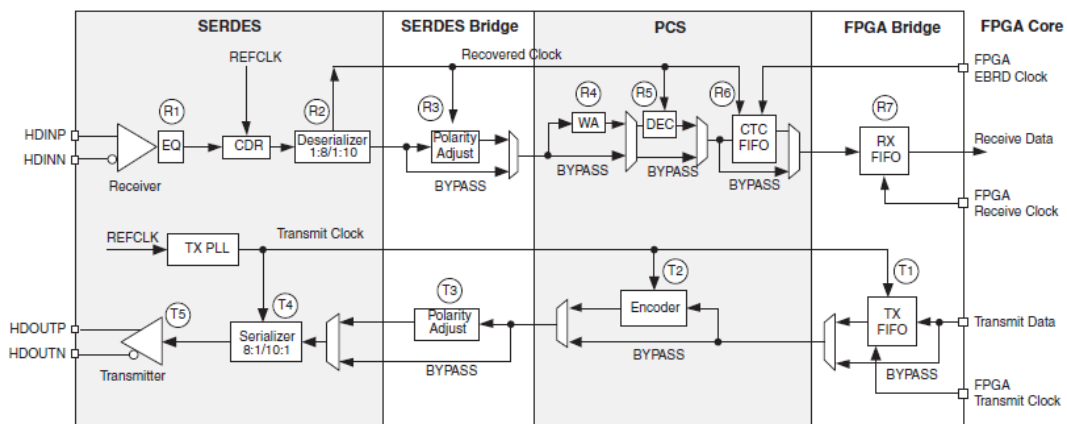 SERDES
SERDES Bridge
PCS
FPGA Bridge
FPGA Core
REFCLK
Recovered Clock
FPGA
EBRD Clock
R1
R2
R3
R4
R5
R6
R7
HDINP
HDINN
EQ
CDR
Deserializer
1:8/1:10
Polarity
Adjust
WA
DEC
CTC
FIFO
RX
FIFO
Receive Data
Receiver
BYPASS
BYPASS
BYPASS
BYPASS
FPGA
Receive Clock
REFCLK
TX PLL
Transmit Clock
T5
T4
T3
T2
T1
HDOUTP
HDOUTN
Transmitter
Serializer
8:1/10:1
Polarity
Adjust
Encoder
TX
FIFO
Transmit Data
BYPASS
BYPASS
BYPASS
FPGA
Transmit Clock